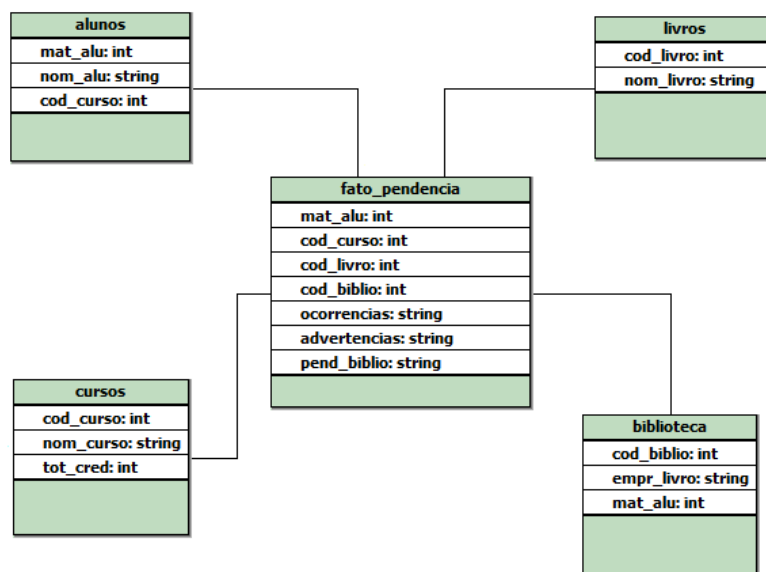 alunos
mat_alu: int
nom_alu: string
cod_curso: int
livros
cod_livro: int
nom_livro: string
fato_pendencia
mat_alu: int
cod_curso: int
cod_livro: int
cod_biblio: int
ocorrencias: string
advertencias: string
pend_biblio: string
cursos
cod_curso: int
nom_curso: string
tot_cred: int
biblioteca
cod_biblio: int
empr_livro: string
mat_alu: int